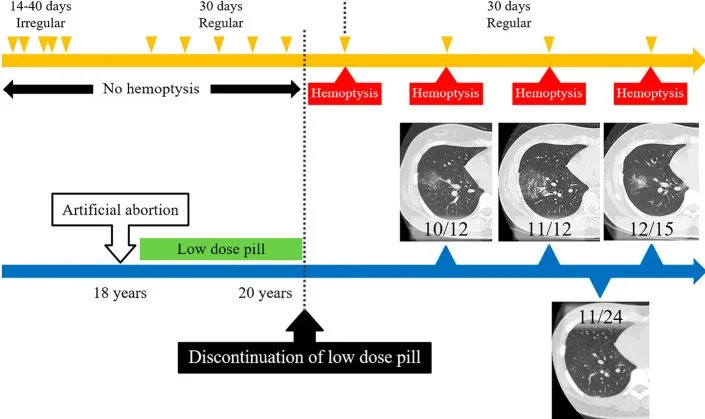 14-40 days
Irregular
30 days
Regular
30 days
Regular
No hemoptysis
Hemoptysis
Hemoptysis
Hemoptysis
Hemoptysis
10/12
11/12
12/15
Artificial abortion
Low dose pill
18 years
20 years
11/24
Discontinuation of low dose pill